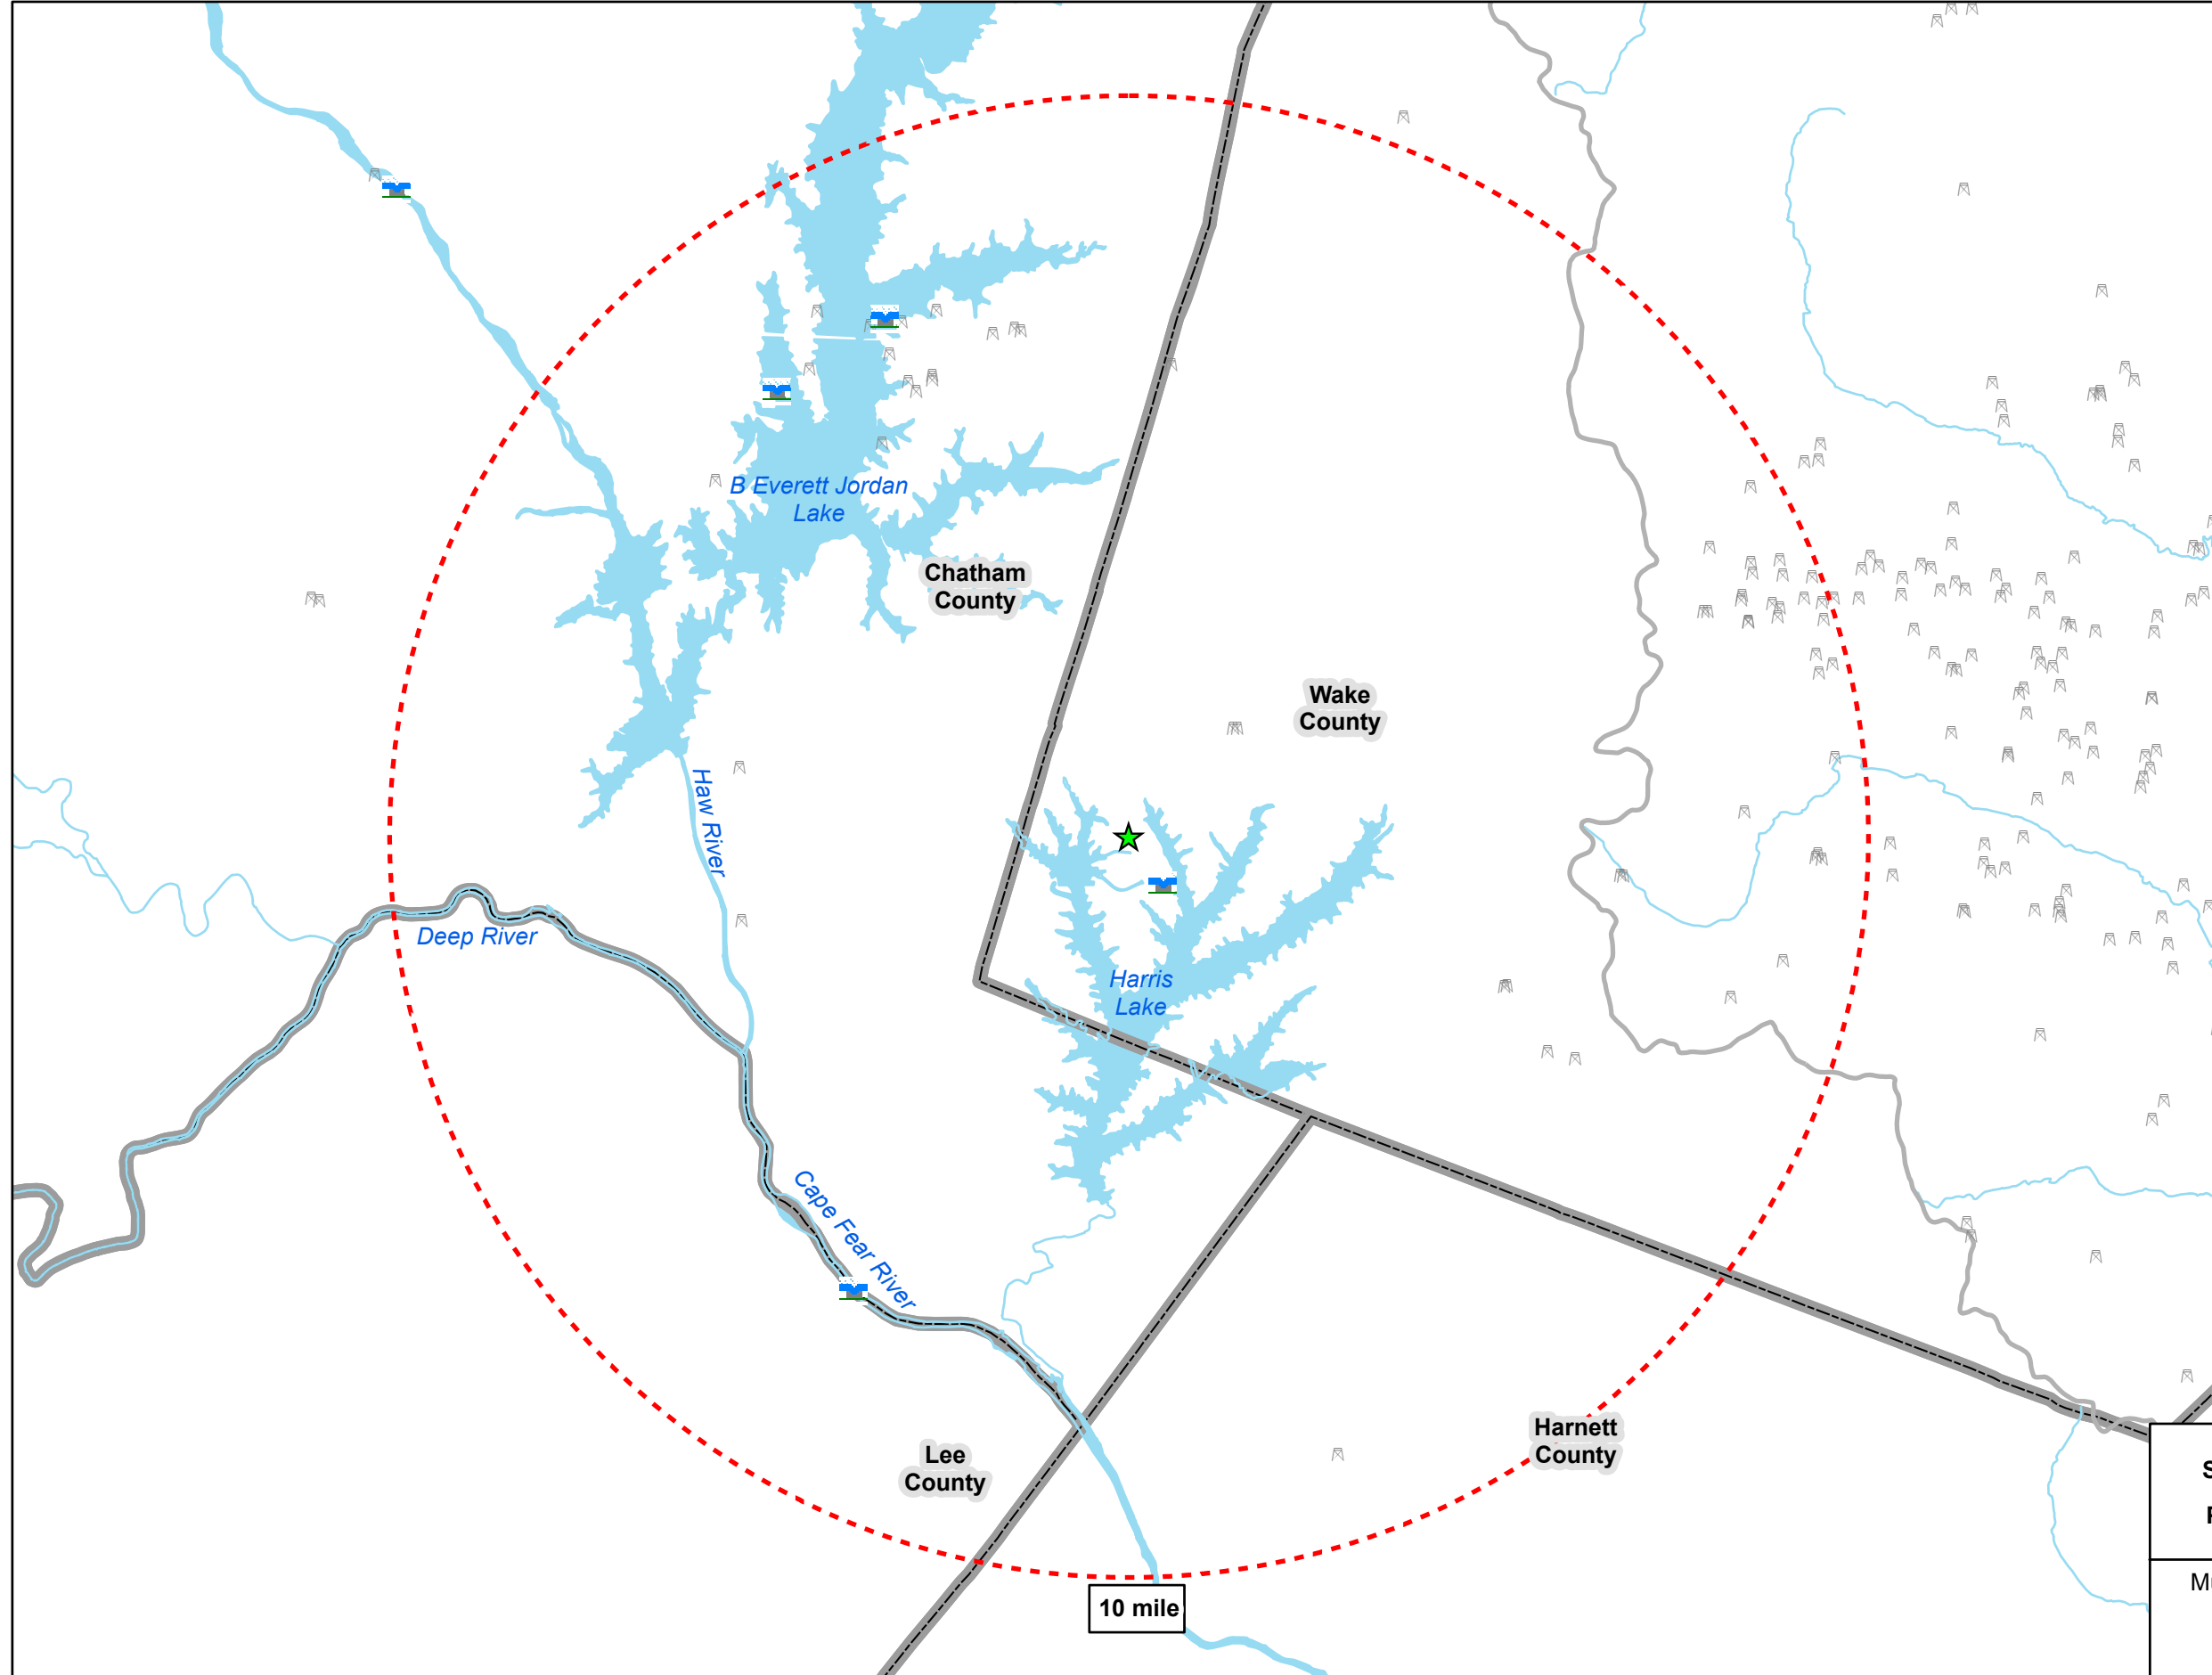 B Everett Jordan
Lake
Chatham
County
Wake
County
Haw River
Deep River
Harris
Lake
Cape Fear River
Harnett
County
Lee
County
10 mile